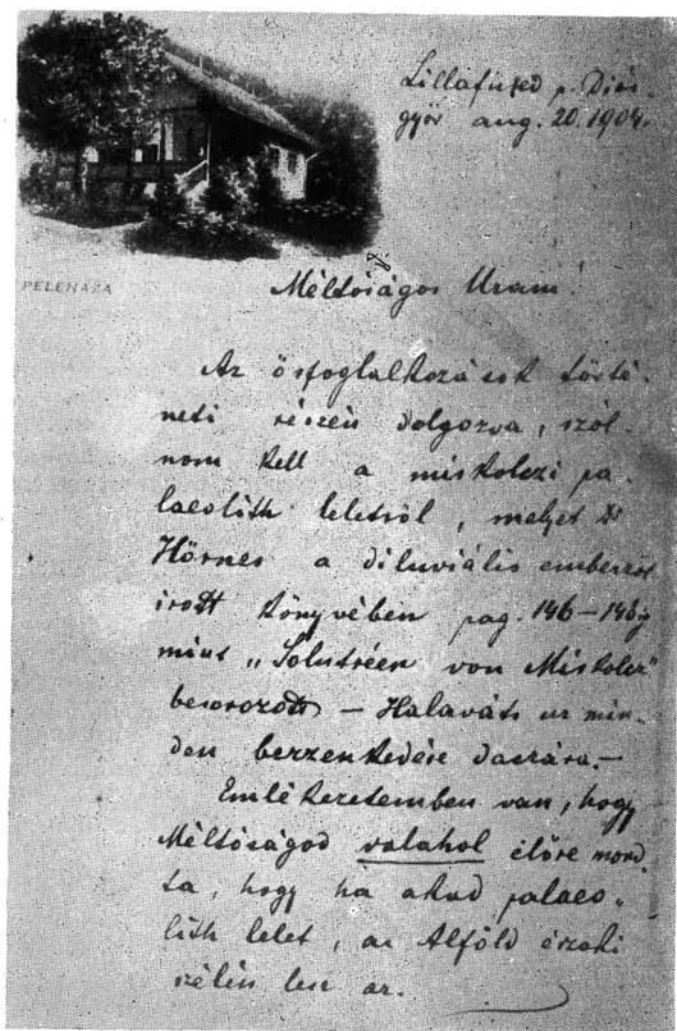 Lillafüred p. Diós-
győr aug. 20. 1904.
PELEHÁZA
Méltóságos Uram!
Az ősfoglalkozások törté-
neti részén dolgozva, szól-
nom kell a miskolczi pa-
laeolith leletről, melyet Dr
Hörnes a diluviális emberről
irott könyvében pag. 146–148ig
mint „Solutréen von Miskolcz"
besorozott – Halaváts ur min-
den berzenkedése daczára. –
Emlékezetemben van, hogy
Méltóságod valahol előre mond-
ta, hogy ha akad palaeo-
lith lelet, az Alföld északi
szélén lesz az.